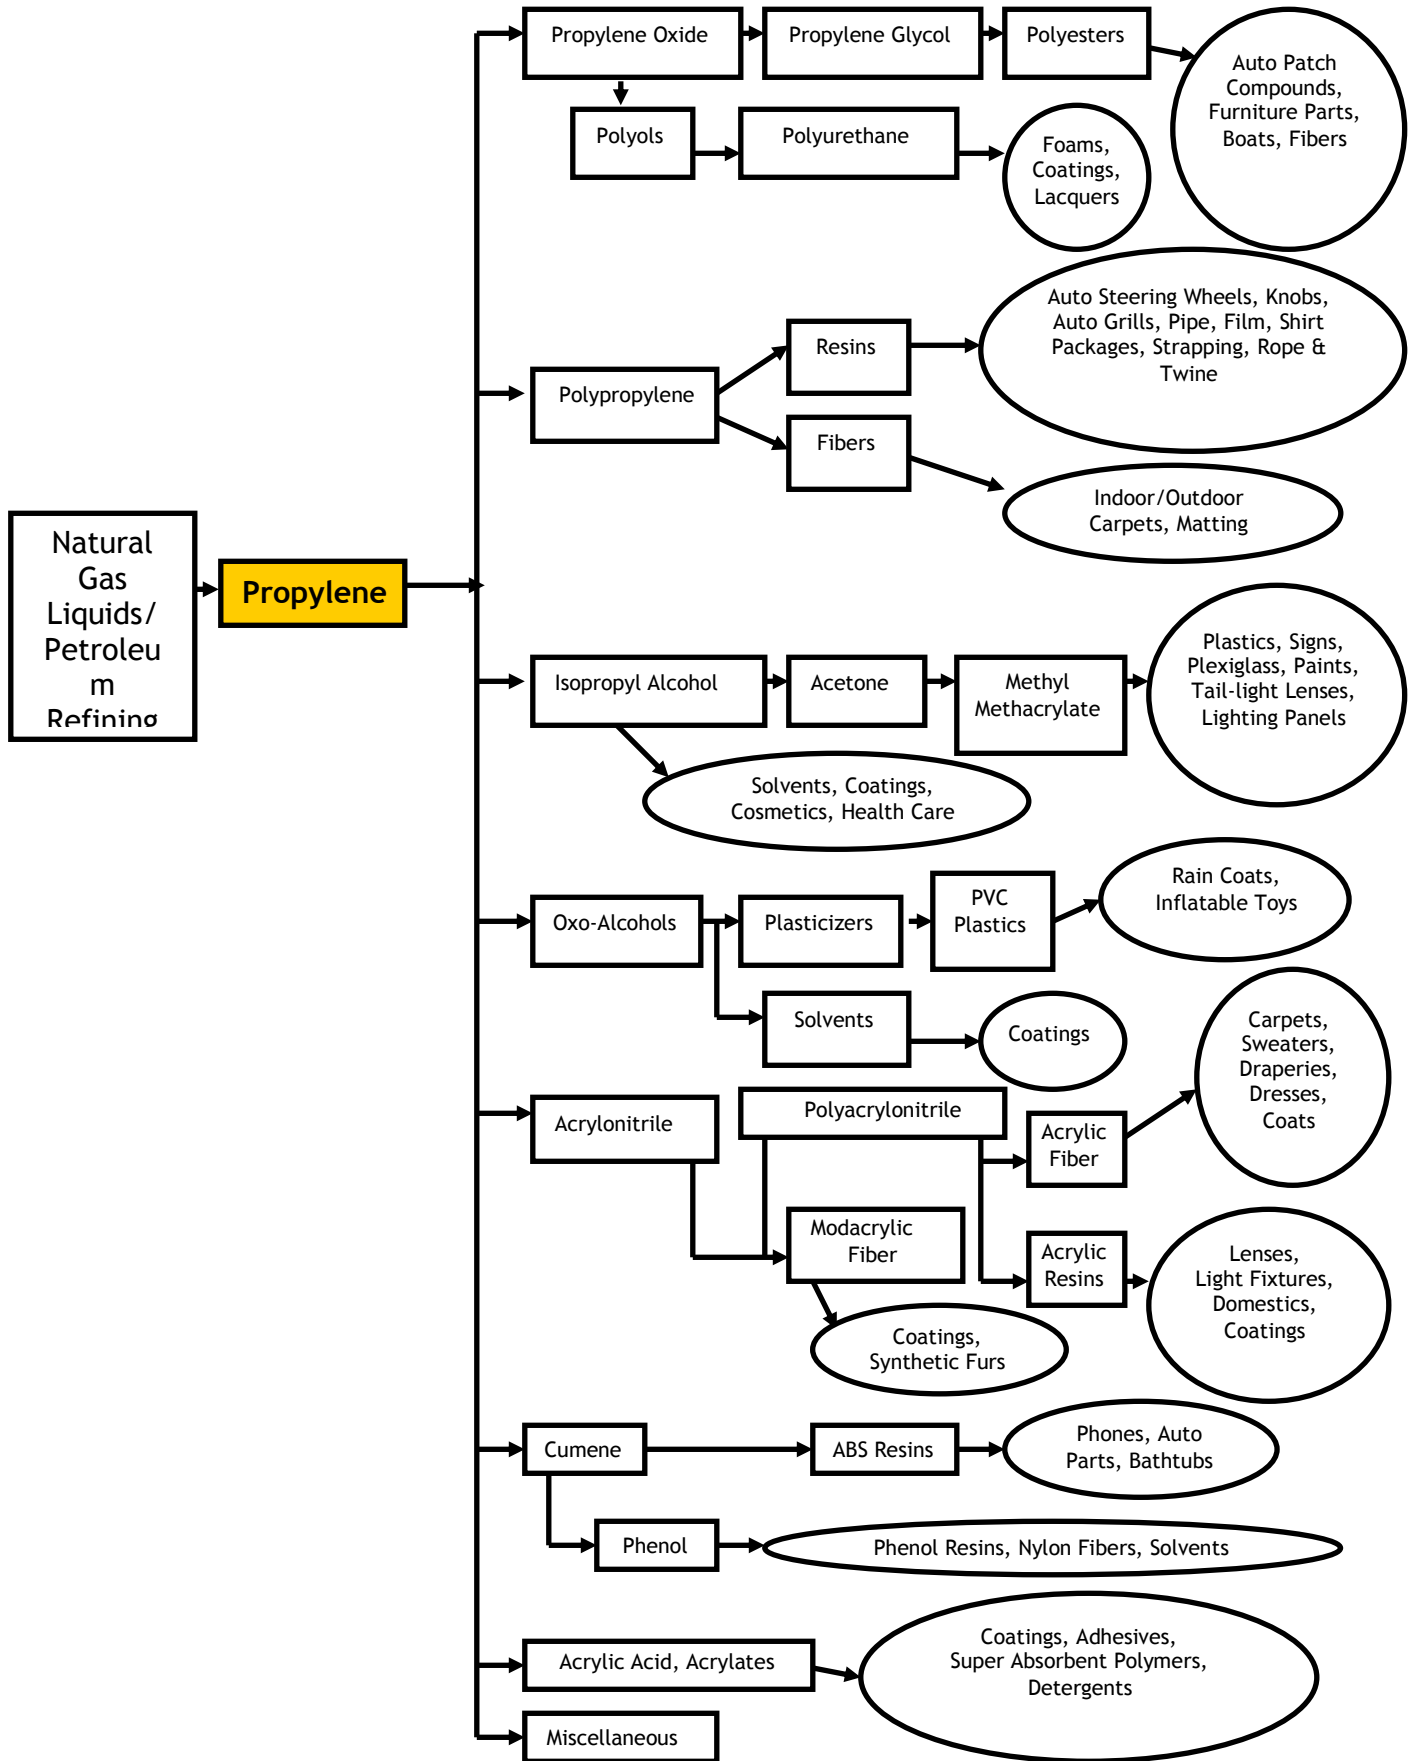 Propylene Oxide
Propylene Glycol
Polyesters
Auto Patch
Compounds,
Furniture Parts,
Boats, Fibers
Polyols
Polyurethane
Foams,
Coatings,
Lacquers
Auto Steering Wheels, Knobs,
Auto Grills, Pipe, Film, Shirt
Packages, Strapping, Rope &
Twine
Resins
Polypropylene
Fibers
Indoor/Outdoor
Carpets, Matting
Natural
Gas
Liquids/
Petroleu
m
Refining
Propylene
Isopropyl Alcohol
Acetone
Methyl
Methacrylate
Plastics, Signs,
Plexiglass, Paints,
Tail-light Lenses,
Lighting Panels
Solvents, Coatings,
Cosmetics, Health Care
Oxo-Alcohols
Plasticizers
PVC
Plastics
Rain Coats,
Inflatable Toys
Solvents
Coatings
Carpets,
Sweaters,
Draperies,
Dresses,
Coats
Acrylonitrile
Polyacrylonitrile
Acrylic
Fiber
Modacrylic
Fiber
Acrylic
Resins
Lenses,
Light Fixtures,
Domestics,
Coatings
Coatings,
Synthetic Furs
Cumene
ABS Resins
Phones, Auto
Parts, Bathtubs
Phenol
Phenol Resins, Nylon Fibers, Solvents
Acrylic Acid, Acrylates
Coatings, Adhesives,
Super Absorbent Polymers,
Detergents
Miscellaneous